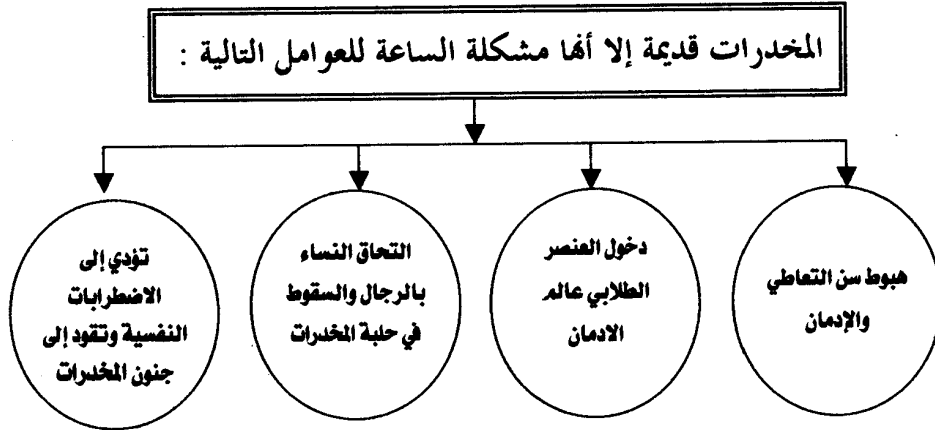 المخدرات قديمة إلا أنها مشكلة الساعة للعوامل التالية :
هبوط سن التعاطي
والإدمان
دخول العنصر
الطلابي عالم
الادمان
التحاق النساء
بالرجال والسقوط
في حلبة المخدرات
تؤدي إلى
الاضطرابات
النفسية وتقود إلى
جنون المخدرات